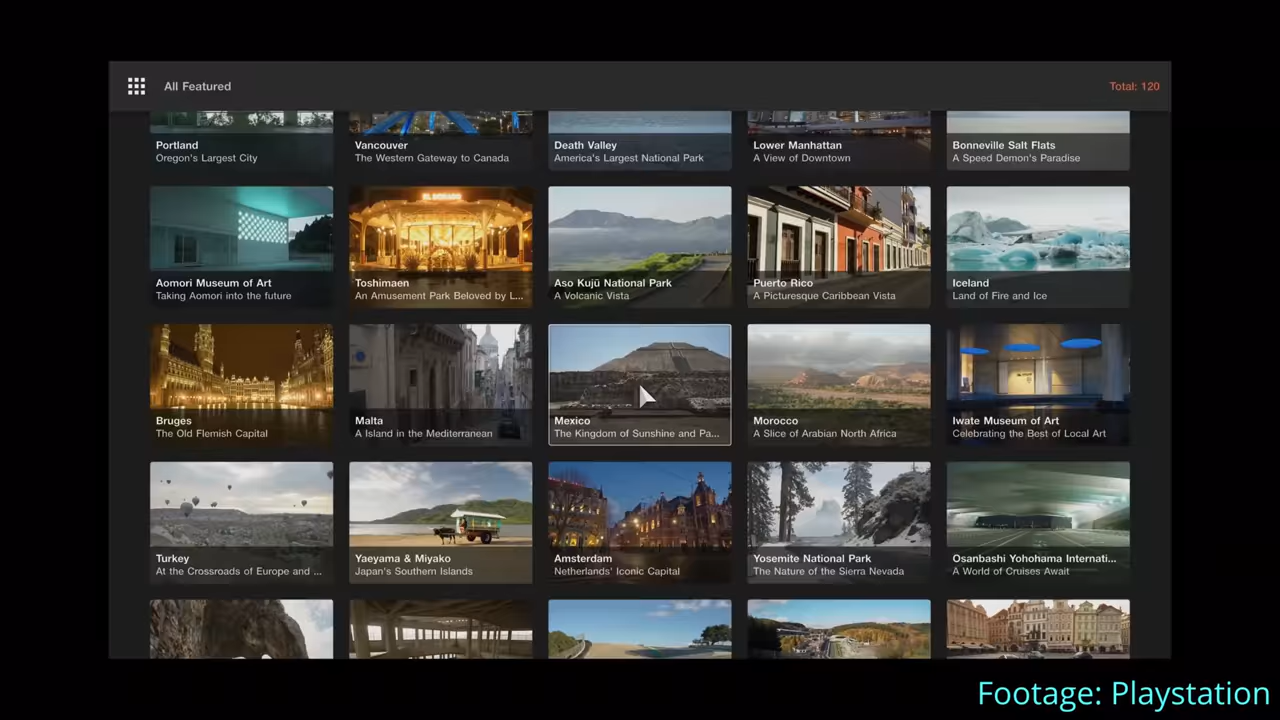 All Featured
Total: 120
Portland
Oregon's Largest City
Vancouver
The Western Gateway to Canada
Death Valley
America's Largest National Park
Lower Manhattan
A View of Downtown
Bonneville Salt Flats
A Speed Demon's Paradise
EL DORADO
Aomori Museum of Art
Taking Aomori into the future
Toshimaen
An Amusement Park Beloved by L...
Aso Kujū National Park
A Volcanic Vista
Puerto Rico
A Picturesque Caribbean Vista
Iceland
Land of Fire and Ice
Bruges
The Old Flemish Capital
Malta
A Island in the Mediterranean
Mexico
The Kingdom of Sunshine and Pa...
Morocco
A Slice of Arabian North Africa
Iwate Museum of Art
Celebrating the Best of Local Art
Turkey
At the Crossroads of Europe and ...
Yaeyama & Miyako
Japan's Southern Islands
Amsterdam
Netherlands' Iconic Capital
Yosemite National Park
The Nature of the Sierra Nevada
Osanbashi Yohohama Internati...
A World of Cruises Await
Footage: Playstation